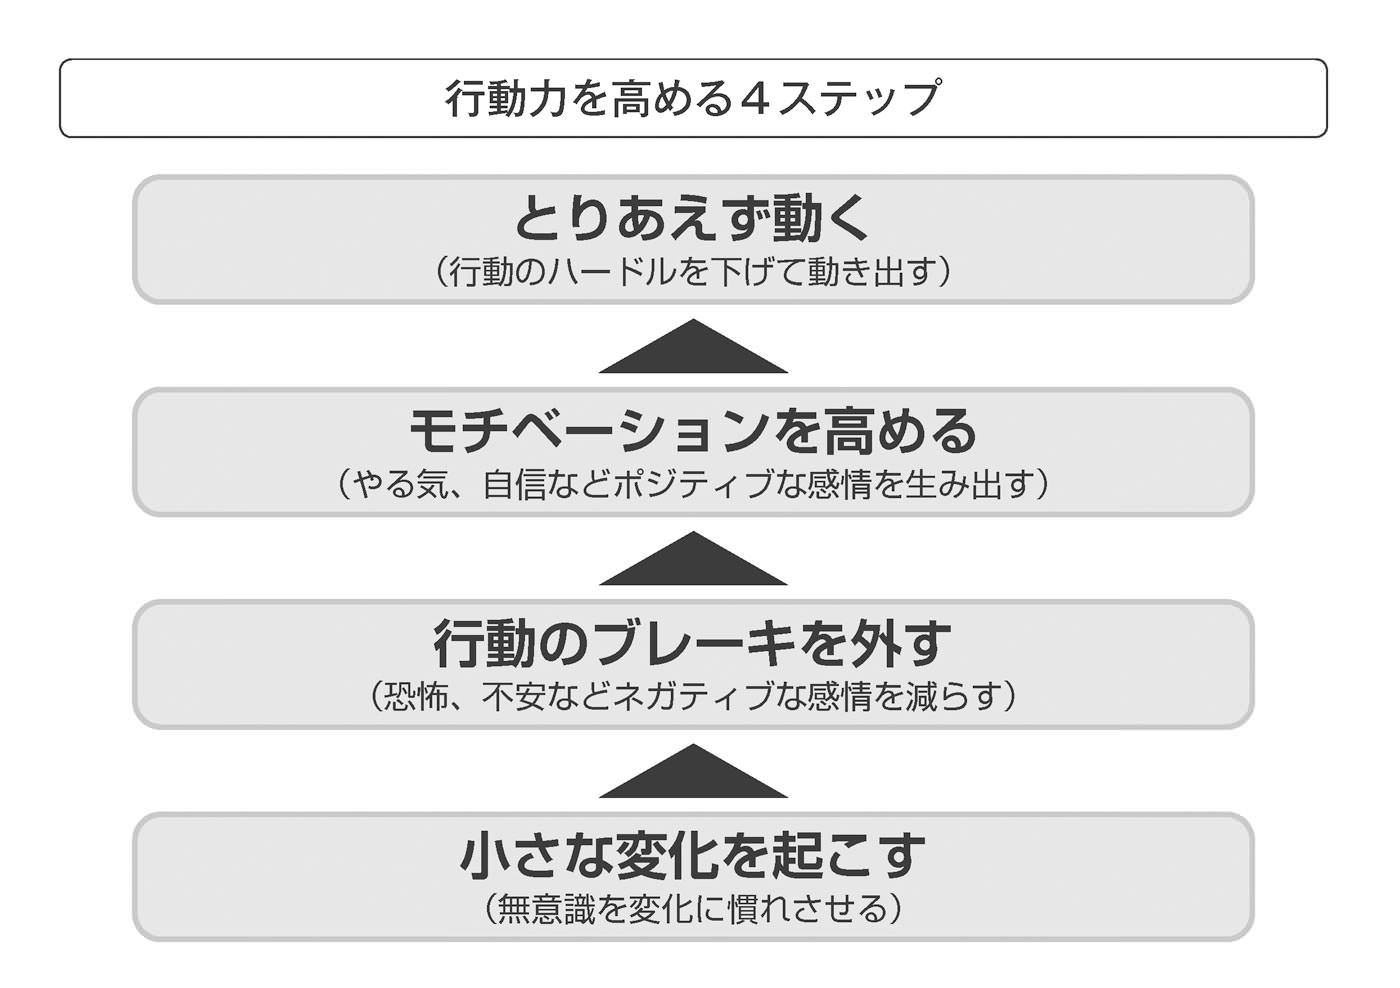 行動力を高める４ステップ
とりあえず動く
（行動のハードルを下げて動き出す）
モチベーションを高める
（やる気、自信などポジティブな感情を生み出す）
行動のブレーキを外す
（恐怖、不安などネガティブな感情を減らす）
小さな変化を起こす
（無意識を変化に慣れさせる）